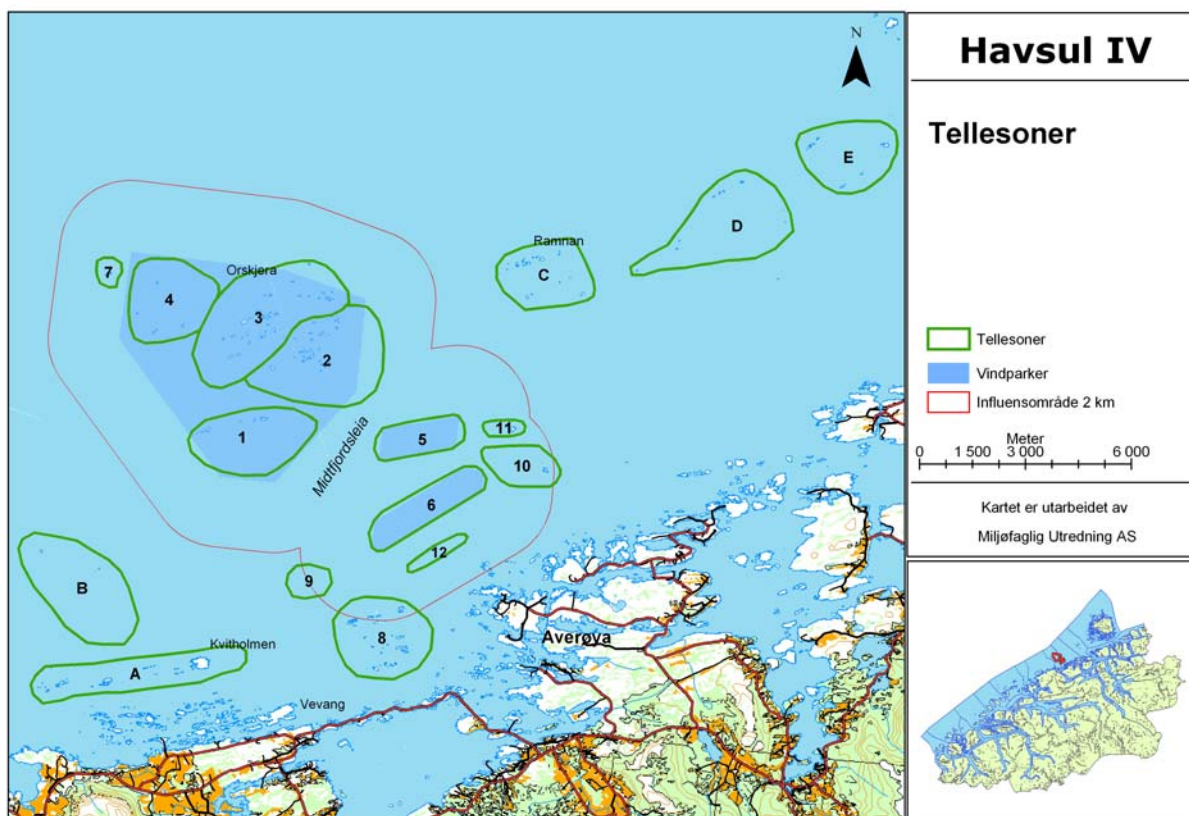 Havsul IV
Tellesoner
Tellesoner
Vindparker
Influensområde 2 km
Meter
0 1 500 3 000 6 000
Kartet er utarbeidet av
Miljøfaglig Utredning AS
N
E
D
Ramnan
C
7
Orskjera
4
3
2
1
Midtfjordsleia
5
11
10
6
12
9
B
8
Averøya
Kvitholmen
A
Vevang